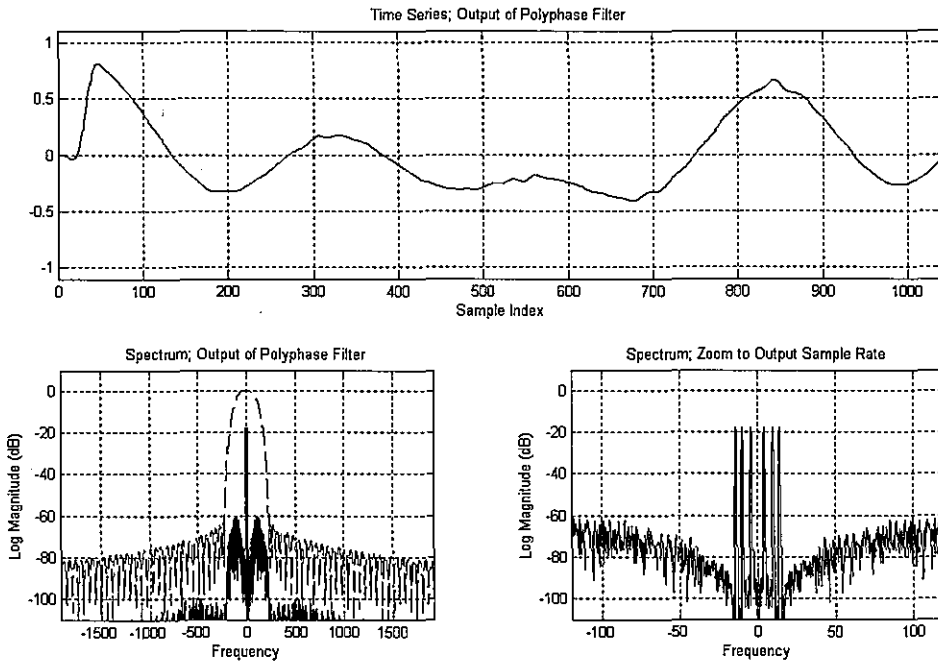 Time Series; Output of Polyphase Filter
1
0.5
0
-0.5
-1
0 100 200 300 400 500 600 700 800 900 1000
Sample Index
Spectrum; Output of Polyphase Filter
0
-20
-40
-60
-80
-100
Log Magnitude (dB)
-1500 -1000 -500 0 500 1000 1500
Frequency
Spectrum; Zoom to Output Sample Rate
0
-20
-40
-60
-80
-100
Log Magnitude (dB)
-100 -50 0 50 100
Frequency